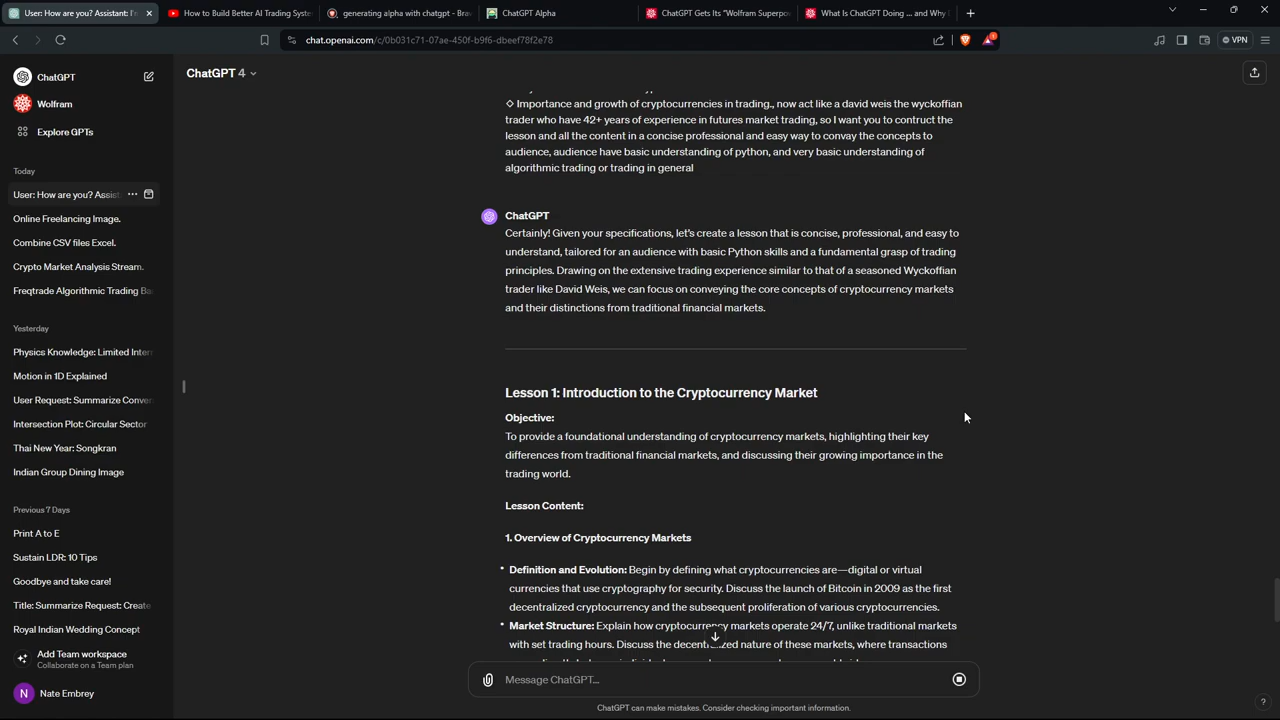 User: How are you? Assistant: I'm
How to Build Better AI Trading Syste
generating alpha with chatgpt - Brav
ChatGPT Alpha
ChatGPT Gets Its "Wolfram Superpow
What Is ChatGPT Doing … and Why
chat.openai.com/c/0b031c71-07ae-450f-b9f6-dbeef78f2e78
VPN
ChatGPT
ChatGPT 4
Wolfram
Explore GPTs
Today
User: How are you? Assist
Online Freelancing Image.
Combine CSV files Excel.
Crypto Market Analysis Stream.
Freqtrade Algorithmic Trading Ba
Yesterday
Physics Knowledge: Limited Inter
Motion in 1D Explained
User Request: Summarize Conver
Intersection Plot: Circular Sector
Thai New Year: Songkran
Indian Group Dining Image
Previous 7 Days
Print A to E
Sustain LDR: 10 Tips
Goodbye and take care!
Title: Summarize Request: Create
Royal Indian Wedding Concept
Add Team workspace
Collaborate on a Team plan
N
Nate Embrey
◇ Importance and growth of cryptocurrencies in trading., now act like a david weis the wyckoffian
trader who have 42+ years of experience in futures market trading, so I want you to contruct the
lesson and all the content in a concise professional and easy way to convay the concepts to
audience, audience have basic understanding of python, and very basic understanding of
algorithmic trading or trading in general
ChatGPT
Certainly! Given your specifications, let's create a lesson that is concise, professional, and easy to
understand, tailored for an audience with basic Python skills and a fundamental grasp of trading
principles. Drawing on the extensive trading experience similar to that of a seasoned Wyckoffian
trader like David Weis, we can focus on conveying the core concepts of cryptocurrency markets
and their distinctions from traditional financial markets.
Lesson 1: Introduction to the Cryptocurrency Market
Objective:
To provide a foundational understanding of cryptocurrency markets, highlighting their key
differences from traditional financial markets, and discussing their growing importance in the
trading world.
Lesson Content:
1. Overview of Cryptocurrency Markets
• Definition and Evolution: Begin by defining what cryptocurrencies are—digital or virtual
currencies that use cryptography for security. Discuss the launch of Bitcoin in 2009 as the first
decentralized cryptocurrency and the subsequent proliferation of various cryptocurrencies.
• Market Structure: Explain how cryptocurrency markets operate 24/7, unlike traditional markets
with set trading hours. Discuss the decentralized nature of these markets, where transactions
Message ChatGPT...
ChatGPT can make mistakes. Consider checking important information.
?